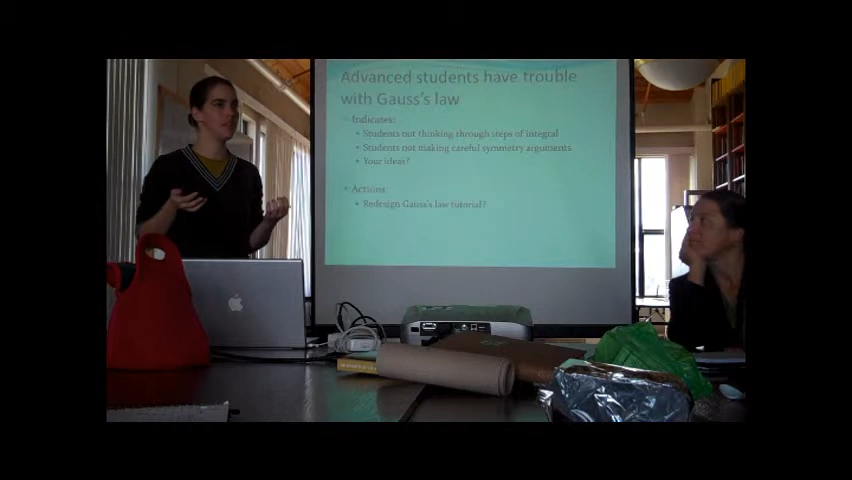 Advanced students have trouble
with Gauss's law
Indicates:
Students not thinking through steps of integral
Students not making careful symmetry arguments
Your ideas?
Actions:
Redesign Gauss's law tutorial?